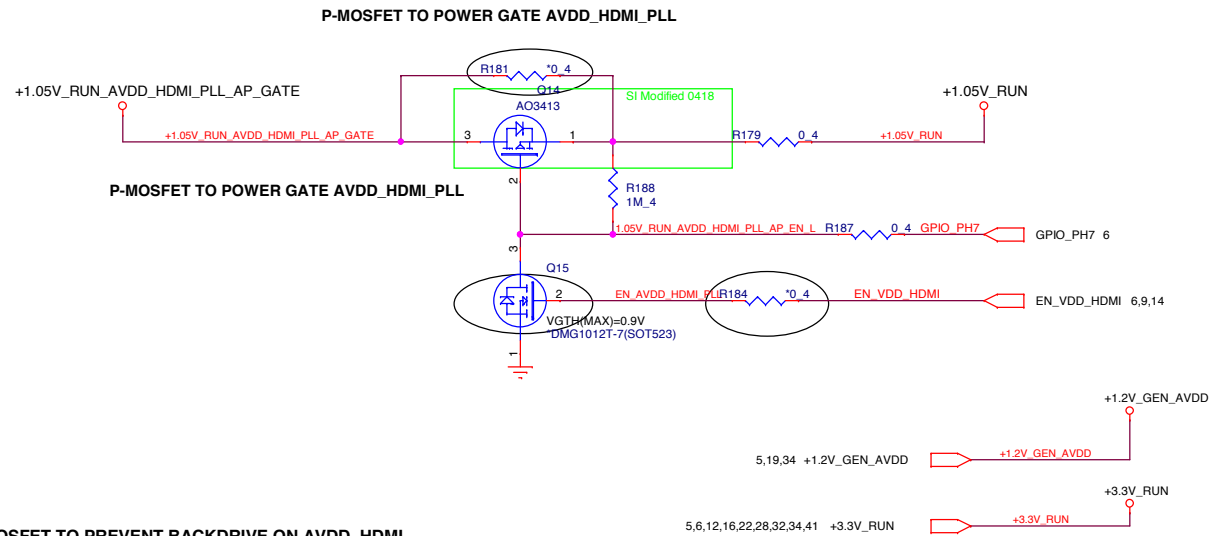 P-MOSFET TO POWER GATE AVDD_HDMI_PLL
R181 *0_4
Q14
AO3413
SI Modified 0418
+1.05V_RUN_AVDD_HDMI_PLL_AP_GATE
+1.05V_RUN
+1.05V_RUN_AVDD_HDMI_PLL_AP_GATE
3
1
R179 0_4
+1.05V_RUN
2
P-MOSFET TO POWER GATE AVDD_HDMI_PLL
R188
1M_4
1.05V_RUN_AVDD_HDMI_PLL_AP_EN_L
R187 0_4
GPIO_PH7
GPIO_PH7 6
3
Q15
2
EN_AVDD_HDMI_PLL
R184 *0_4
EN_VDD_HDMI
EN_VDD_HDMI 6,9,14
VGTH(MAX)=0.9V
*DMG1012T-7(SOT523)
1
+1.2V_GEN_AVDD
5,19,34 +1.2V_GEN_AVDD
+1.2V_GEN_AVDD
+3.3V_RUN
5,6,12,16,22,28,32,34,41 +3.3V_RUN
+3.3V_RUN
OSFET TO PREVENT BACKDRIVE ON AVDD_HDMI